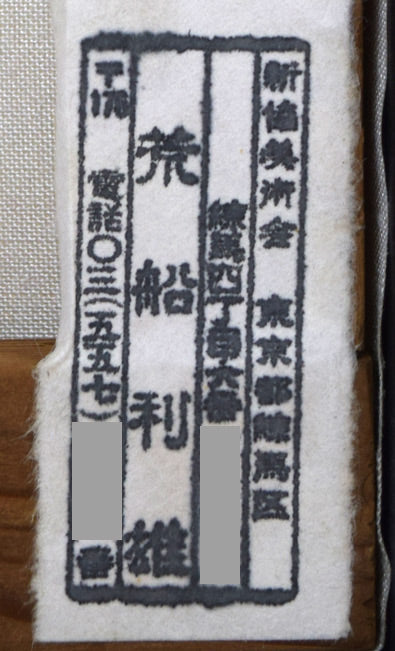 新協美術会 東京都練馬区
練馬四丁目六番
荒船利雄
〒176 電話〇三(五五七) 番